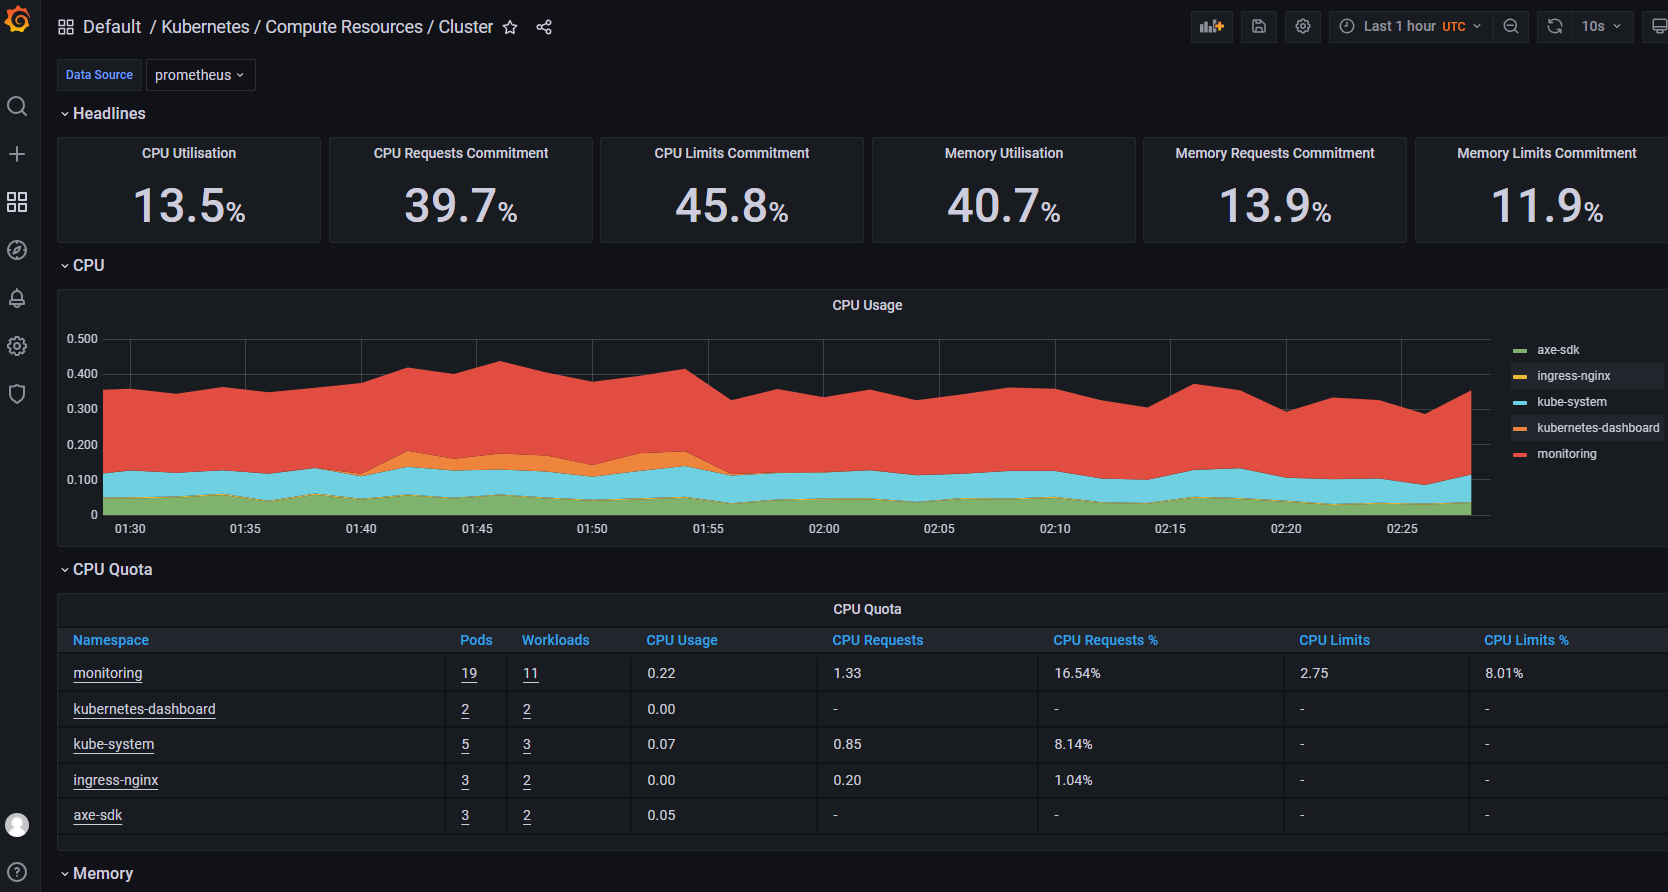 Default / Kubernetes / Compute Resources / Cluster
Last 1 hour UTC
10s
Data Source prometheus
Headlines
CPU Utilisation CPU Requests Commitment CPU Limits Commitment Memory Utilisation Memory Requests Commitment Memory Limits Commitment
13.5% 39.7% 45.8% 40.7% 13.9% 11.9%
CPU
CPU Usage
0.500
0.400
0.300
0.200
0.100
0
01:30 01:35 01:40 01:45 01:50 01:55 02:00 02:05 02:10 02:15 02:20 02:25
axe-sdk
ingress-nginx
kube-system
kubernetes-dashboard
monitoring
CPU Quota
CPU Quota
Namespace Pods Workloads CPU Usage CPU Requests CPU Requests % CPU Limits CPU Limits %
monitoring 19 11 0.22 1.33 16.54% 2.75 8.01%
kubernetes-dashboard 2 2 0.00 - - - -
kube-system 5 3 0.07 0.85 8.14% - -
ingress-nginx 3 2 0.00 0.20 1.04% - -
axe-sdk 3 2 0.05 - - - -
Memory